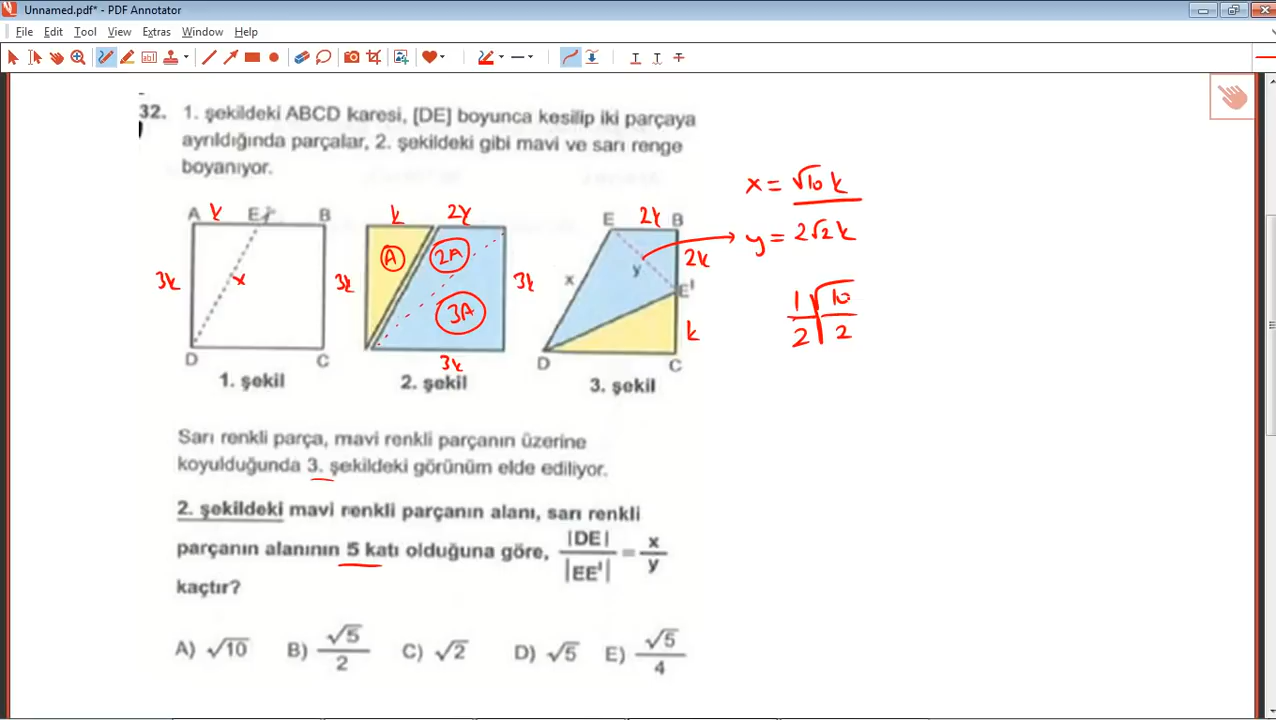 Unnamed.pdf* - PDF Annotator
File Edit Tool View Extras Window Help
32. 1. şekildeki ABCD karesi, [DE] boyunca kesilip iki parçaya
ayrıldığında parçalar, 2. şekildeki gibi mavi ve sarı renge
boyanıyor.
x = √10 k
y = 2√2 k
1/2 √10/2
A k E B
3k x
D C
1. şekil
k 2k
3k A 2A 3A 3k
3k
2. şekil
E 2k B
x y 2k
E'
k
D C
3. şekil
Sarı renkli parça, mavi renkli parçanın üzerine
koyulduğunda 3. şekildeki görünüm elde ediliyor.
2. şekildeki mavi renkli parçanın alanı, sarı renkli
parçanın alanının 5 katı olduğuna göre, |DE|/|EE'| = x/y
kaçtır?
A) √10 B) √5/2 C) √2 D) √5 E) √5/4